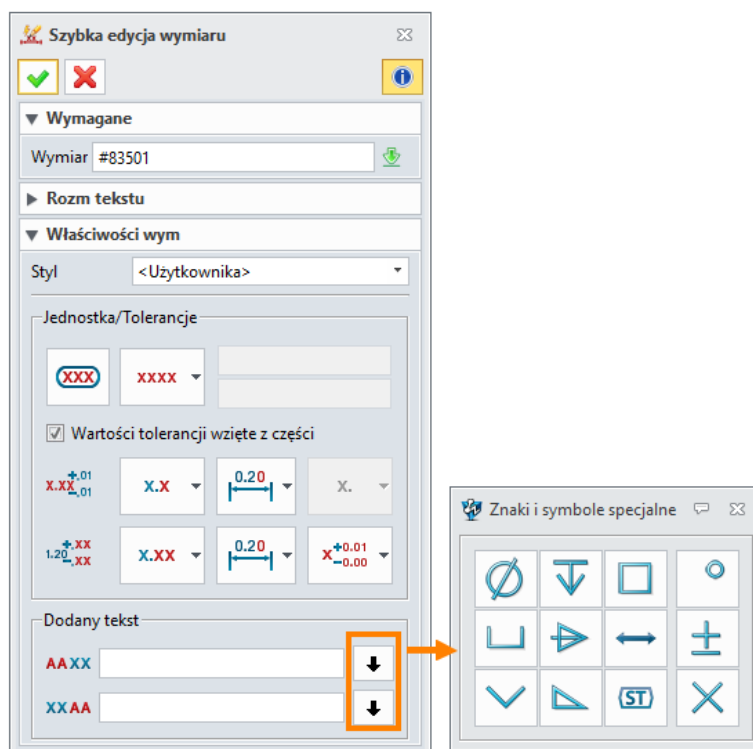 Szybka edycja wymiaru
Wymagane
Wymiar #83501
Rozm tekstu
Właściwości wym
Styl <Użytkownika>
Jednostka/Tolerancje
XXX XXXX
Wartości tolerancji wzięte z części
X.XX +.01 -.01 X.X 0.20 X.
1.20 +.XX -.XX X.XX 0.20 X +0.01 -0.00
Dodany tekst
AAXX
XXAA
Znaki i symbole specjalne
ST